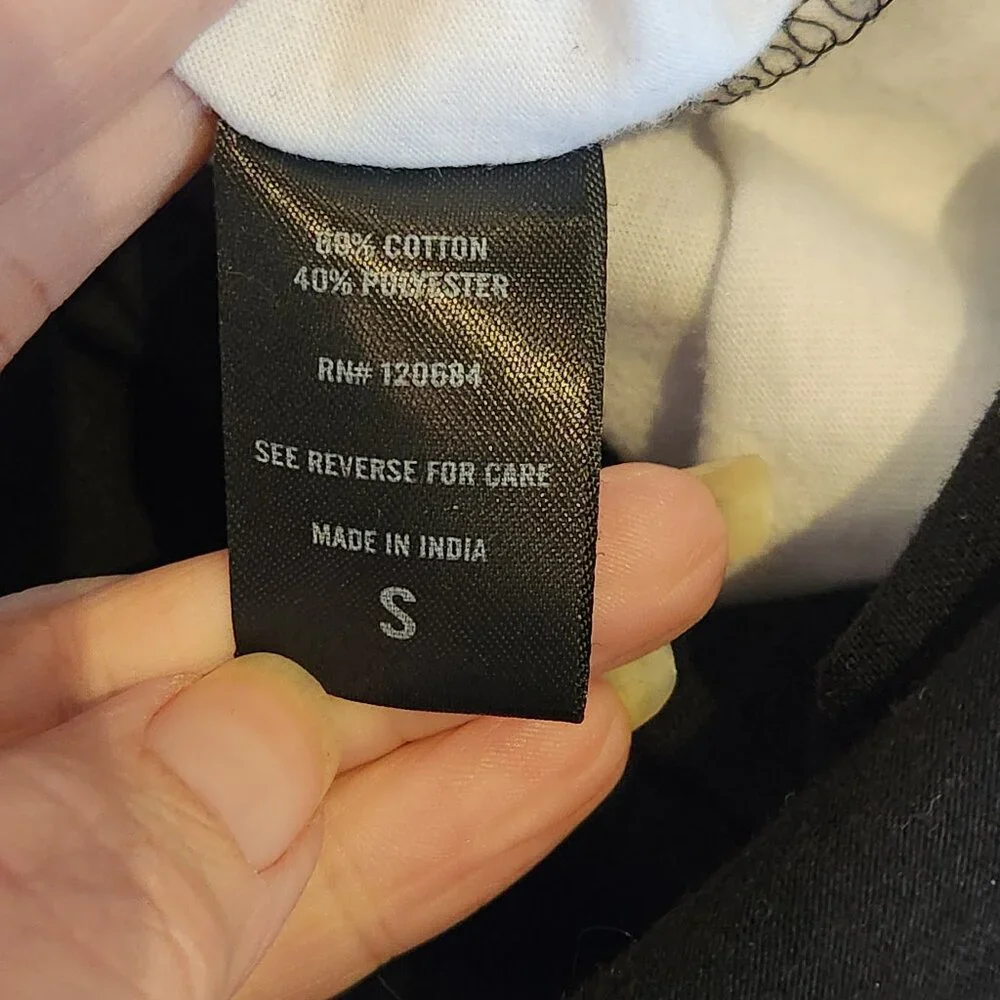 60% COTTON
40% POLYESTER
RN# 120684
SEE REVERSE FOR CARE
MADE IN INDIA
S